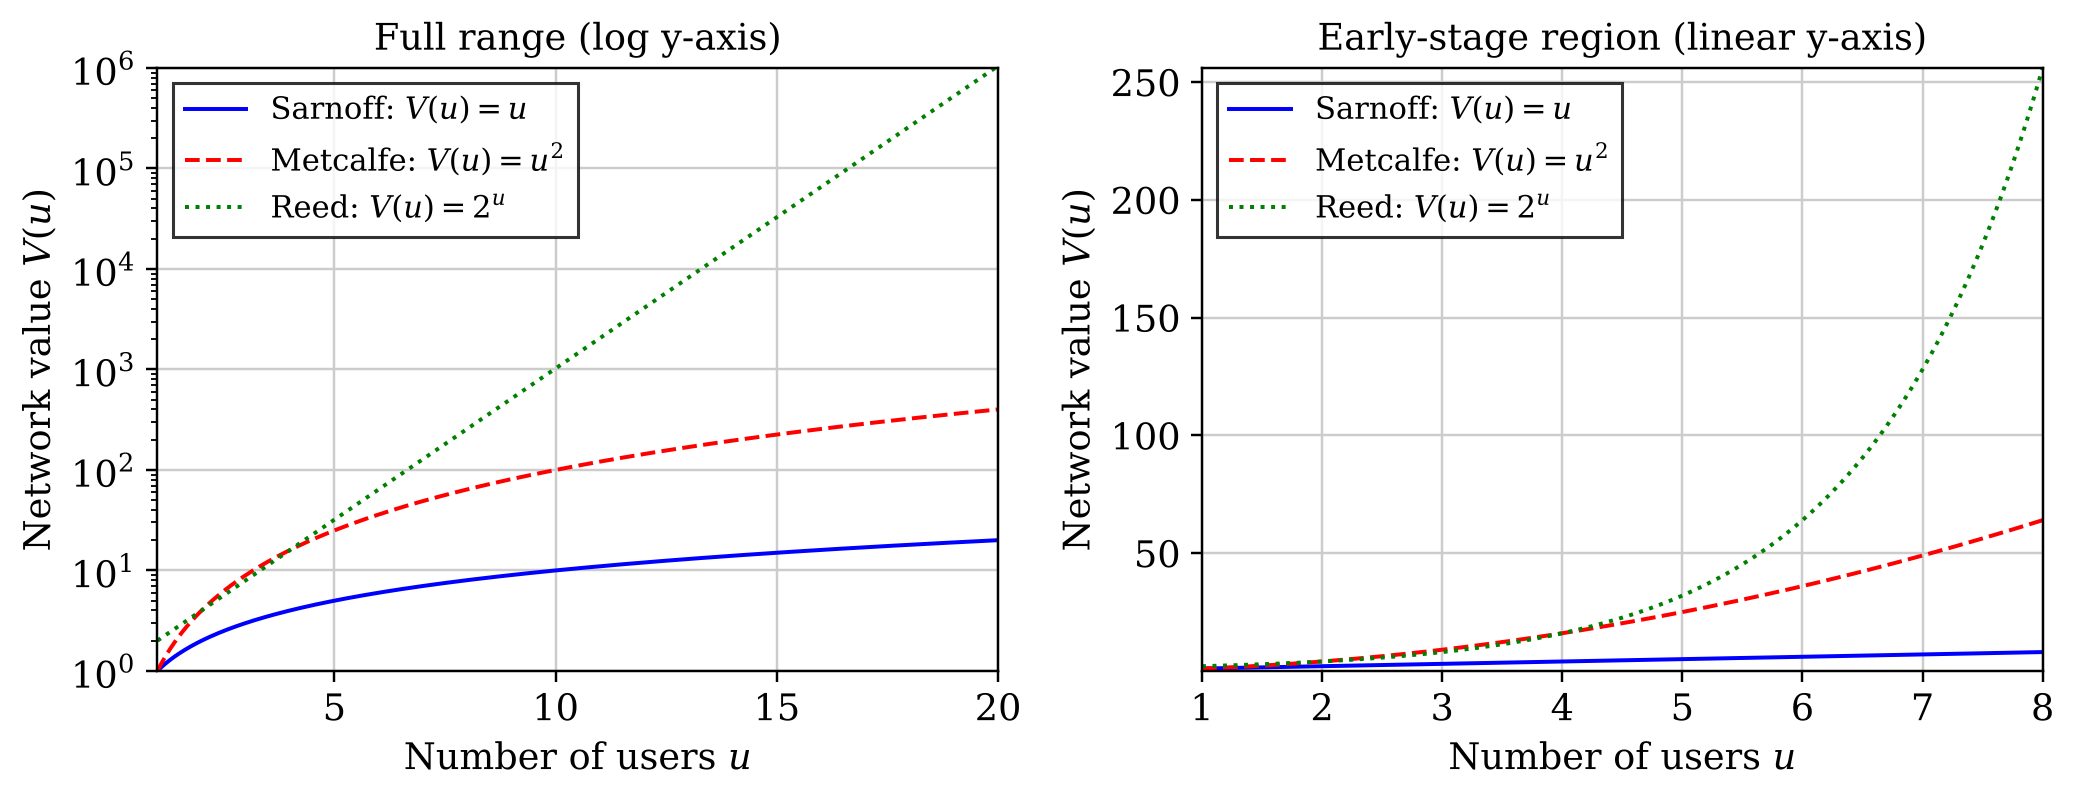 Full range (log y-axis)
Network value V(u)
10⁶
10⁵
10⁴
10³
10²
10¹
10⁰
Sarnoff: V(u) = u
Metcalfe: V(u) = u²
Reed: V(u) = 2ᵘ
5 10 15 20
Number of users u
Early-stage region (linear y-axis)
Network value V(u)
250
200
150
100
50
Sarnoff: V(u) = u
Metcalfe: V(u) = u²
Reed: V(u) = 2ᵘ
1 2 3 4 5 6 7 8
Number of users u